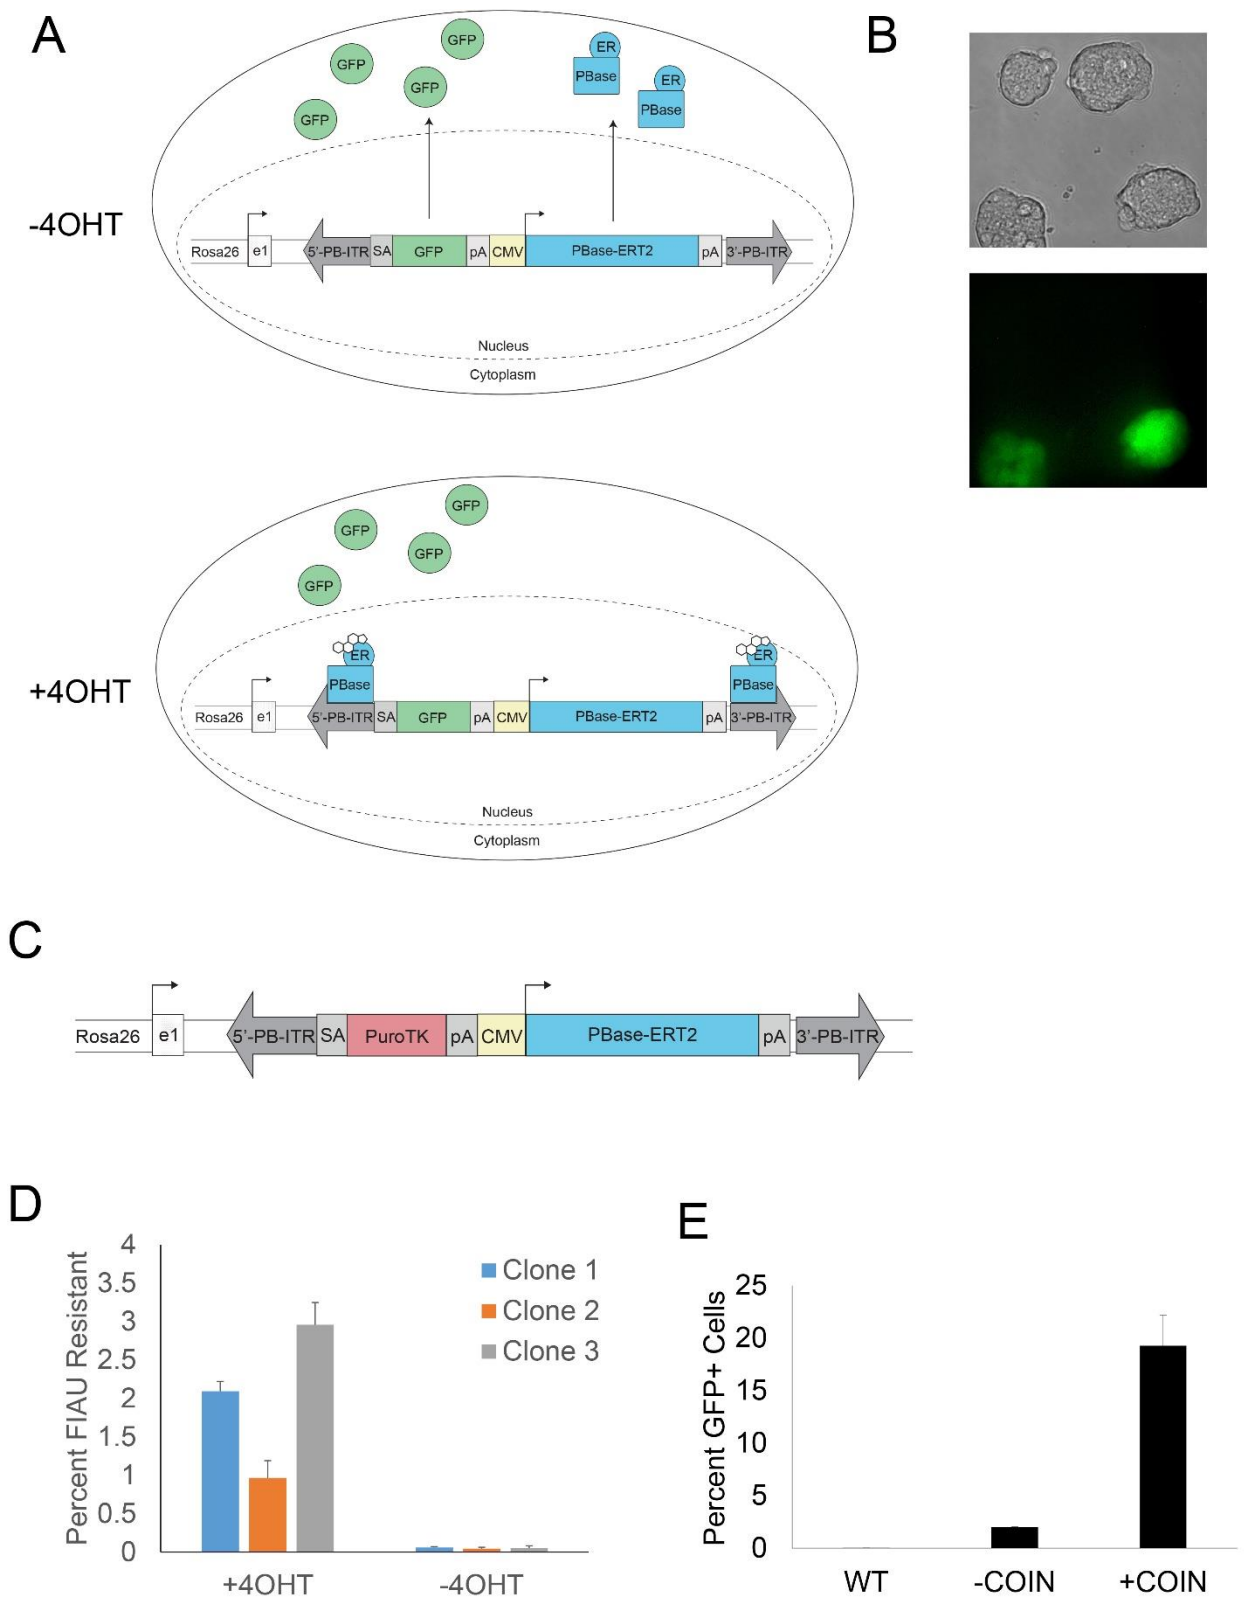 A
GFP
GFP
GFP
GFP
ER
PBase
ER
PBase
-4OHT
Rosa26 e1 5'-PB-ITR SA GFP pA CMV PBase-ERT2 pA 3'-PB-ITR
Nucleus
Cytoplasm
B
GFP
GFP
GFP
GFP
+4OHT
ER
PBase
ER
PBase
Rosa26 e1 5'-PB-ITR SA GFP pA CMV PBase-ERT2 pA 3'-PB-ITR
Nucleus
Cytoplasm
C
Rosa26 e1 5'-PB-ITR SA PuroTK pA CMV PBase-ERT2 pA 3'-PB-ITR
D
Percent FIAU Resistant
4
3.5
3
2.5
2
1.5
1
0.5
0
Clone 1
Clone 2
Clone 3
+4OHT -4OHT
E
Percent GFP+ Cells
25
20
15
10
5
0
WT -COIN +COIN